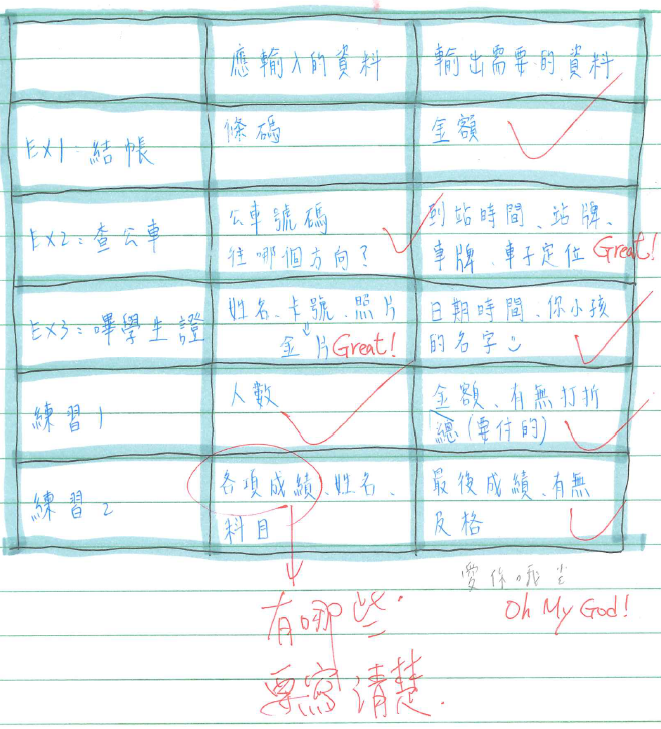 應輸入的資料 輸出需要的資料
EX1：結帳 條碼 金額
EX2：查公車 公車號碼 到站時間、站牌、
往哪個方向？ 車牌、車子定位 Great!
EX3：嗶學生證 姓名、卡號、照片 日期時間、你小孩
金片 Great! 的名字
練習1 人數 金額、有無打折
總(要付的)
練習2 各項成績、姓名、 最後成績、有無
科目 及格
愛你哦
Oh My God!
有哪些
要寫清楚.